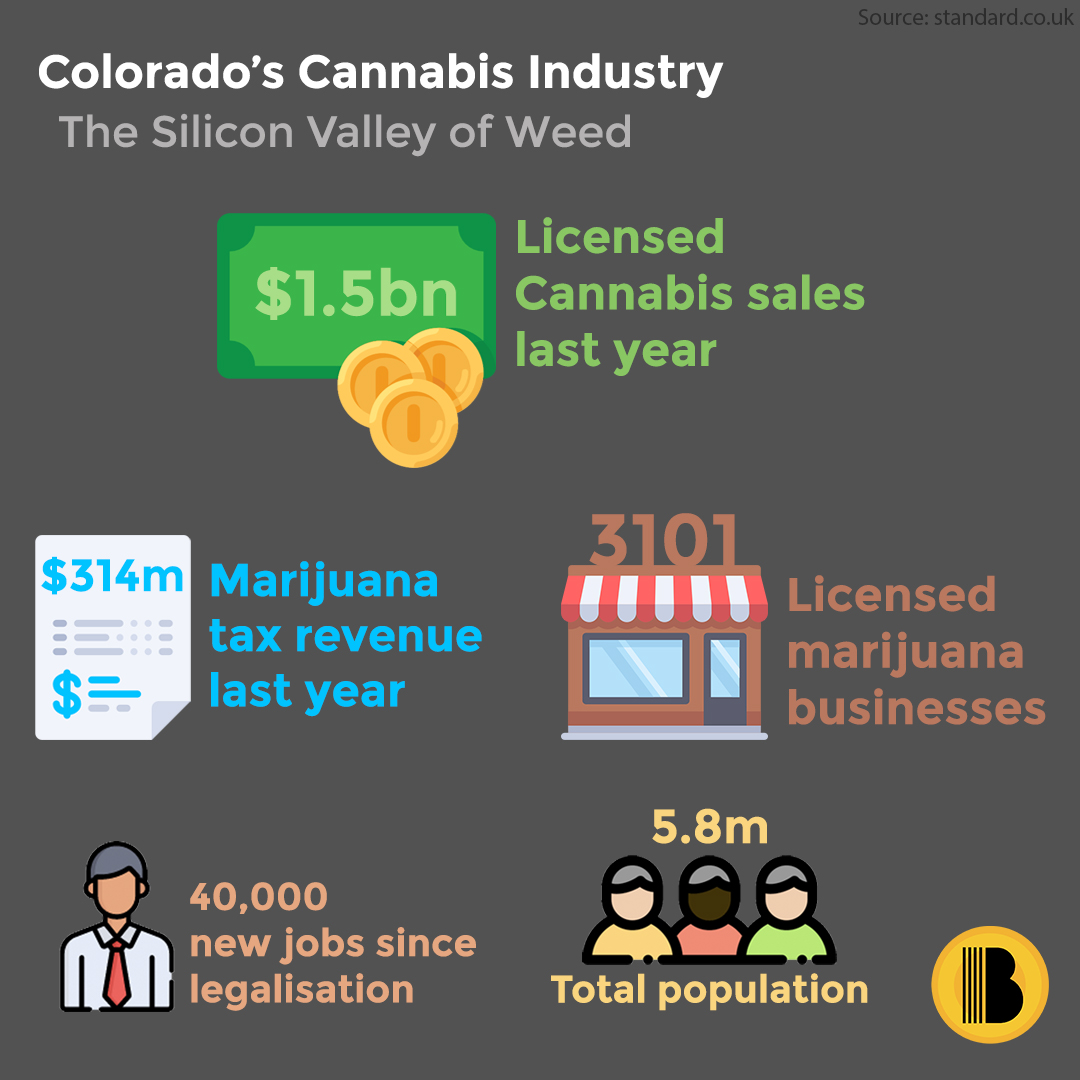 Source: standard.co.uk
Colorado’s Cannabis Industry
The Silicon Valley of Weed
$1.5bn
Licensed
Cannabis sales
last year
$314m
$
Marijuana
tax revenue
last year
3101
Licensed
marijuana
businesses
40,000
new jobs since
legalisation
5.8m
Total population
B